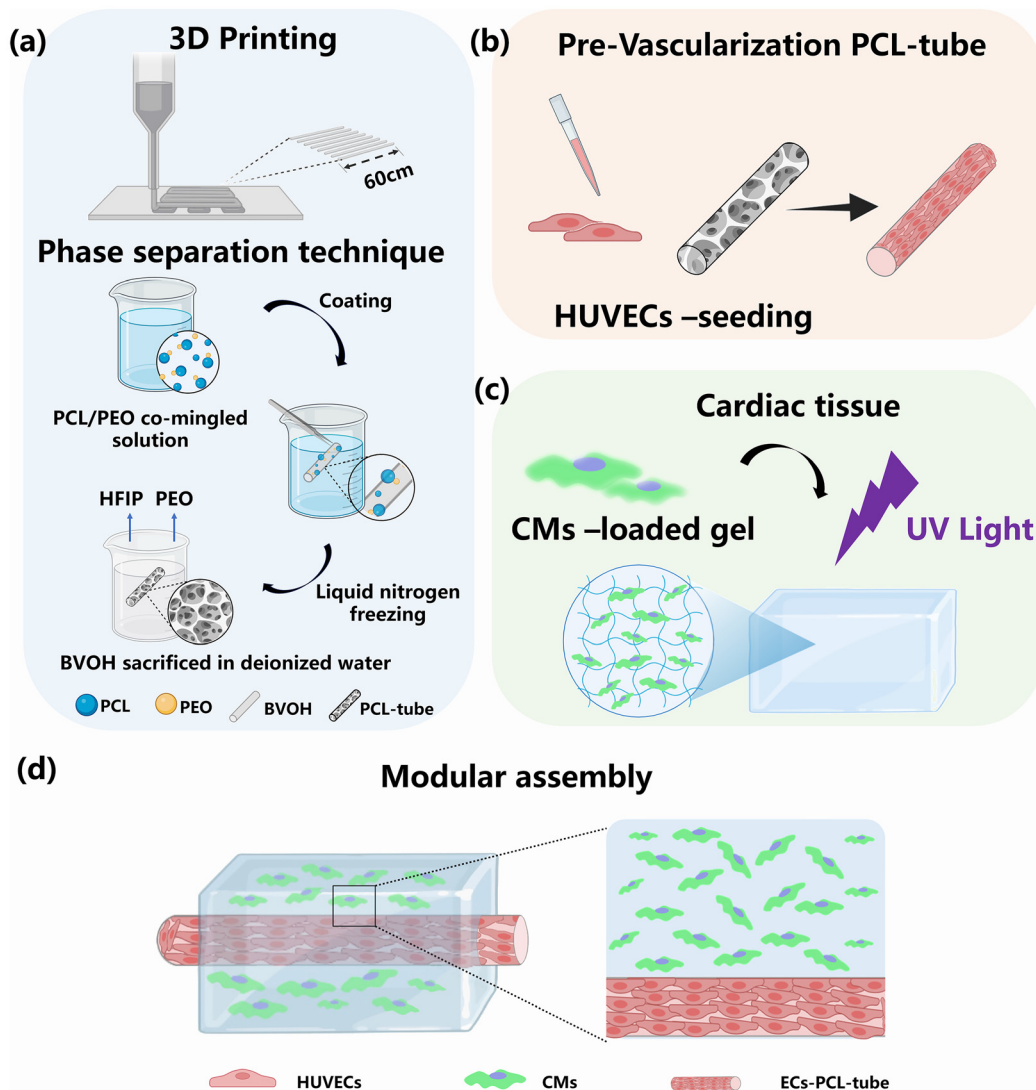 (a)
3D Printing
60cm
Phase separation technique
Coating
PCL/PEO co-mingled
solution
HFIP PEO
Liquid nitrogen
freezing
BVOH sacrificed in deionized water
PCL PEO BVOH PCL-tube
(b)
Pre-Vascularization PCL-tube
HUVECs –seeding
(c)
Cardiac tissue
CMs –loaded gel
UV Light
(d)
Modular assembly
HUVECs CMs ECs-PCL-tube